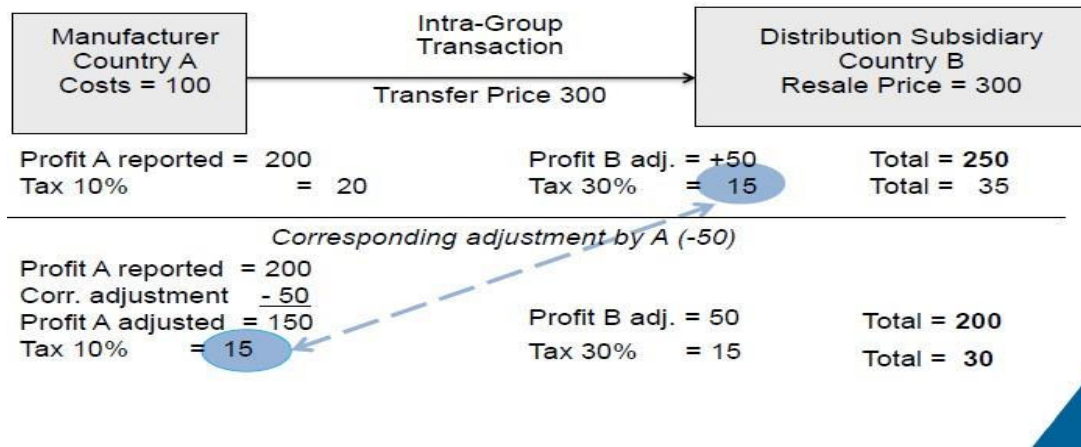 Manufacturer
Country A
Costs = 100
Intra-Group
Transaction
Transfer Price 300
Distribution Subsidiary
Country B
Resale Price = 300
Profit A reported = 200
Tax 10% = 20
Profit B adj. = +50
Tax 30% = 15
Total = 250
Total = 35
Corresponding adjustment by A (-50)
Profit A reported = 200
Corr. adjustment - 50
Profit A adjusted = 150
Tax 10% = 15
Profit B adj. = 50
Tax 30% = 15
Total = 200
Total = 30